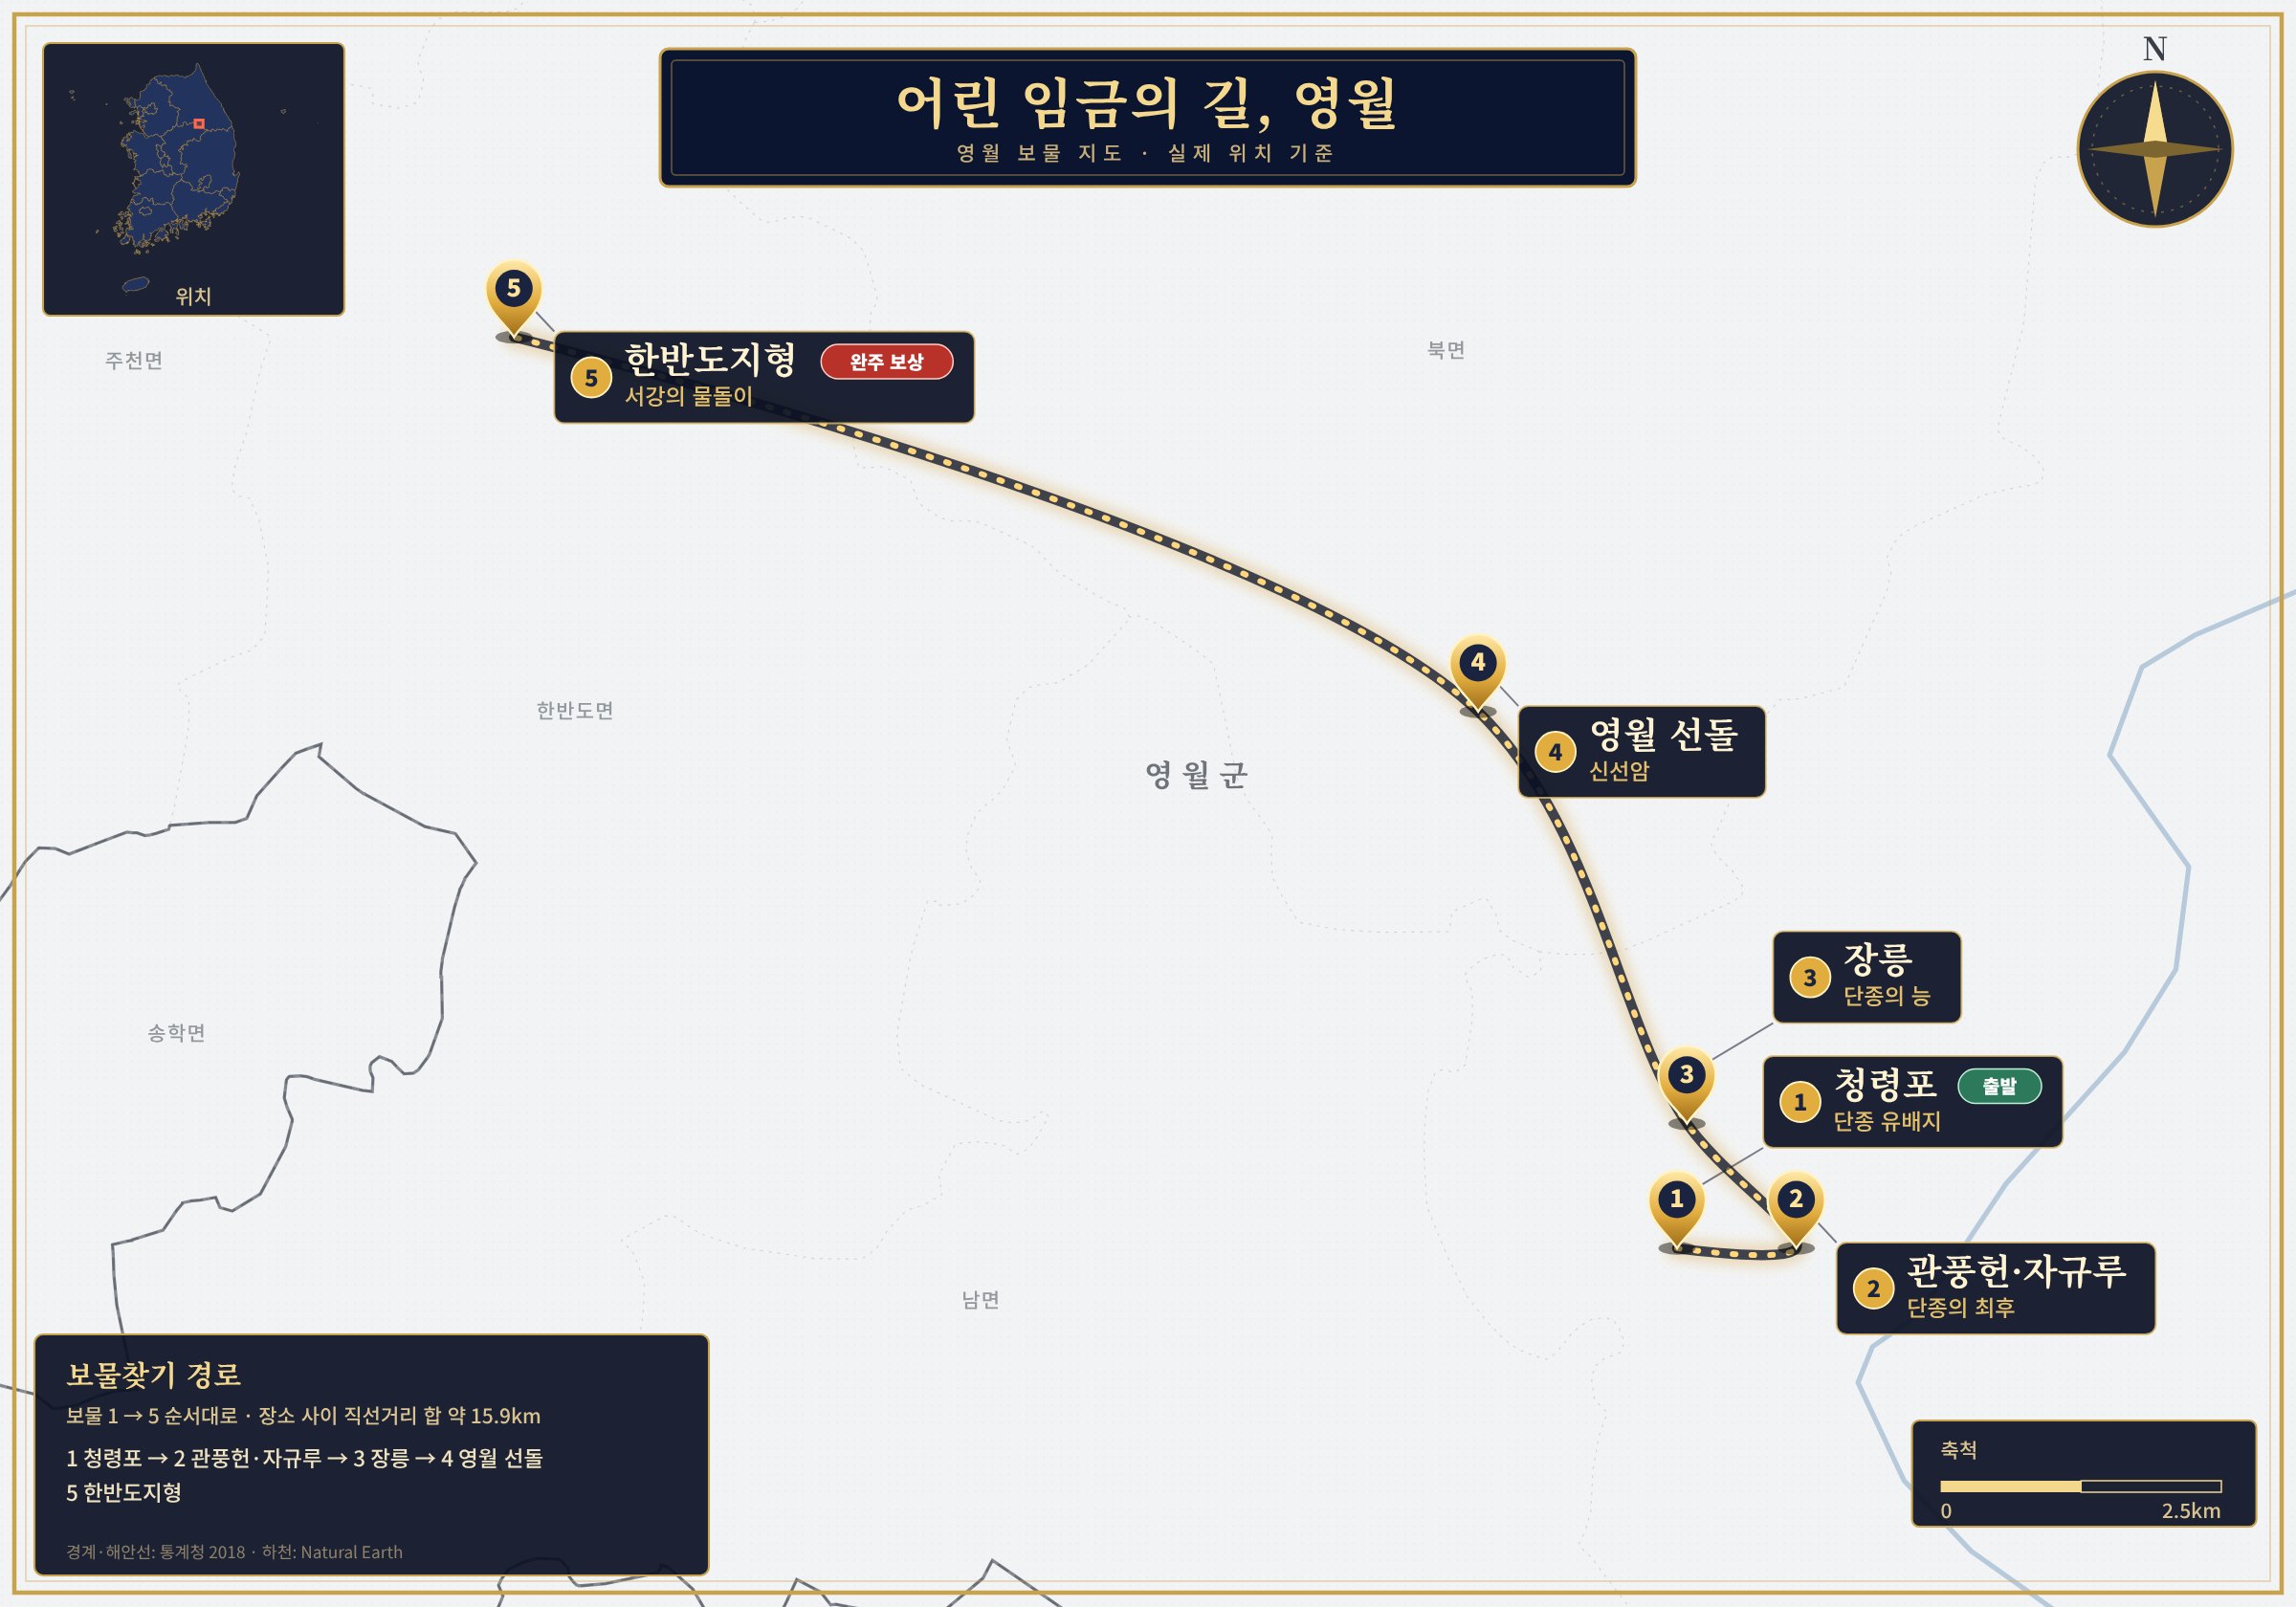 어린 임금의 길, 영월
영월 보물 지도 · 실제 위치 기준
N
위치
주천면
북면
5
5
한반도지형
완주 보상
서강의 물돌이
한반도면
영월군
4
4
영월 선돌
신선암
송학면
3
장릉
단종의 능
3
1
청령포
출발
단종 유배지
1
2
2
관풍헌·자규루
단종의 최후
남면
보물찾기 경로
보물 1 → 5 순서대로 · 장소 사이 직선거리 합 약 15.9km
1 청령포 → 2 관풍헌·자규루 → 3 장릉 → 4 영월 선돌
5 한반도지형
경계·해안선: 통계청 2018 · 하천: Natural Earth
축척
0
2.5km